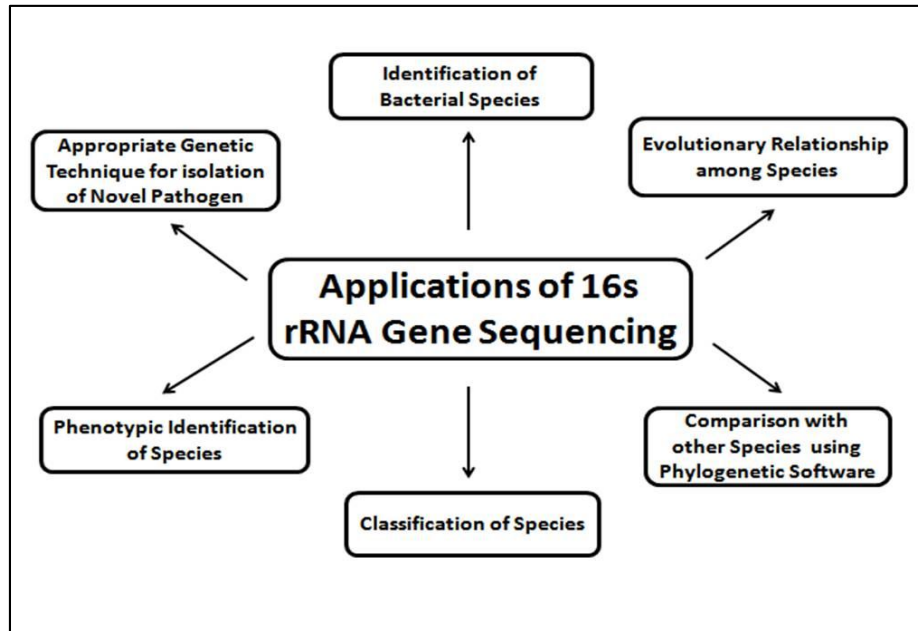 Identification of
Bacterial Species
Appropriate Genetic
Technique for isolation
of Novel Pathogen
Evolutionary Relationship
among Species
Applications of 16s
rRNA Gene Sequencing
Phenotypic Identification
of Species
Comparison with
other Species using
Phylogenetic Software
Classification of Species